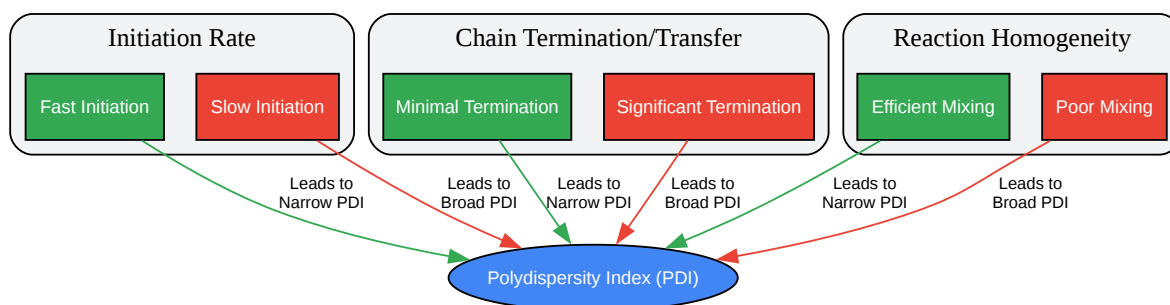 Initiation Rate
Chain Termination/Transfer
Reaction Homogeneity
Fast Initiation
Slow Initiation
Minimal Termination
Significant Termination
Efficient Mixing
Poor Mixing
Leads to
Narrow PDI
Leads to
Broad PDI
Leads to
Narrow PDI
Leads to
Broad PDI
Leads to
Narrow PDI
Leads to
Broad PDI
Polydispersity Index (PDI)